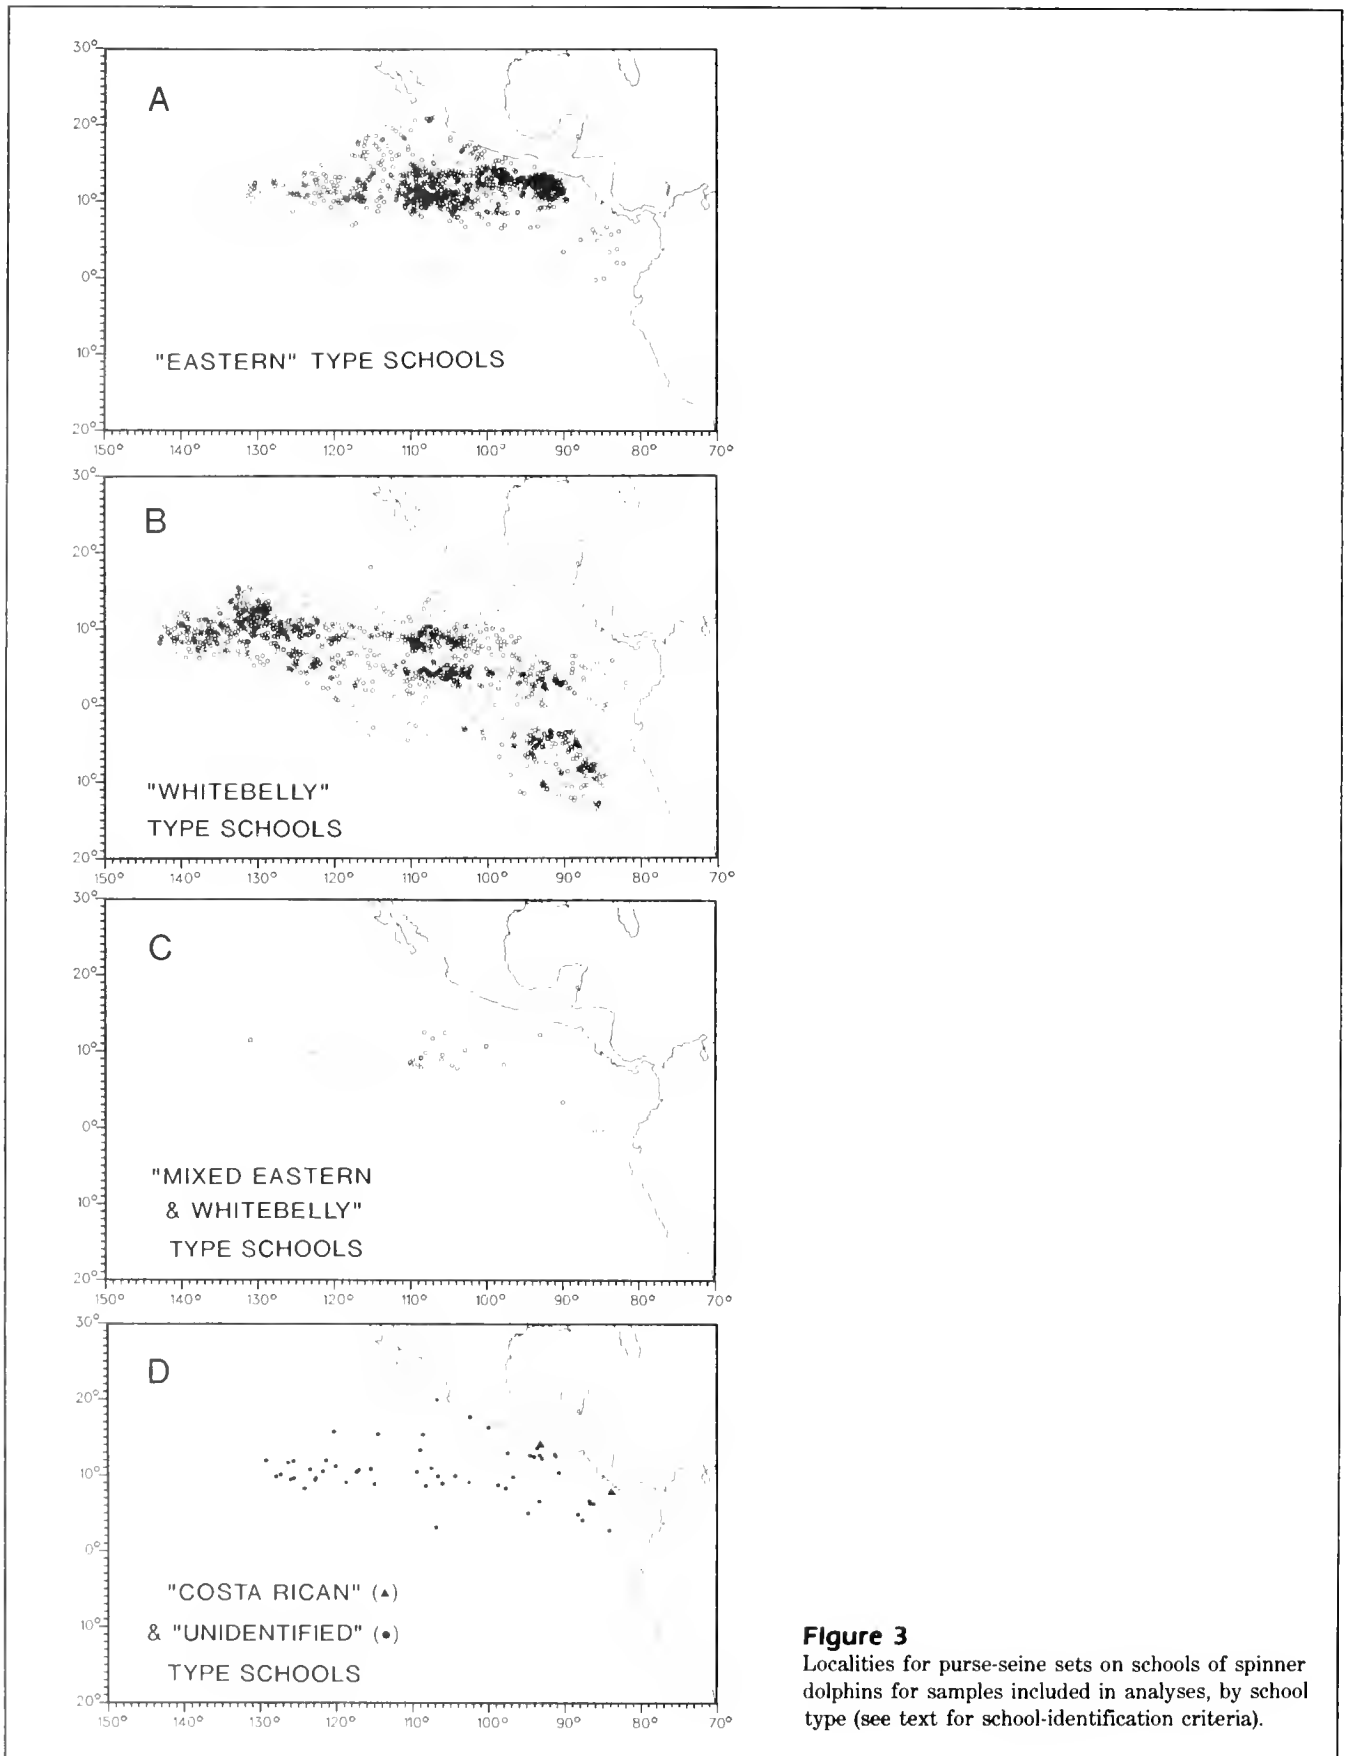 30°
A
20°
10°
0°
10°
"EASTERN" TYPE SCHOOLS
20°
150° 140° 130° 120° 110° 100° 90° 80° 70°
30°
B
20°
10°
0°
10°
"WHITEBELLY"
TYPE SCHOOLS
20°
150° 140° 130° 120° 110° 100° 90° 80° 70°
30°
C
20°
10°
0°
"MIXED EASTERN
10°
& WHITEBELLY"
TYPE SCHOOLS
20°
150° 140° 130° 120° 110° 100° 90° 80° 70°
30°
D
20°
10°
0°
"COSTA RICAN" (▲)
10°
& "UNIDENTIFIED" (●)
TYPE SCHOOLS
20°
150° 140° 130° 120° 110° 100° 90° 80° 70°
Figure 3
Localities for purse-seine sets on schools of spinner
dolphins for samples included in analyses, by school
type (see text for school-identification criteria).